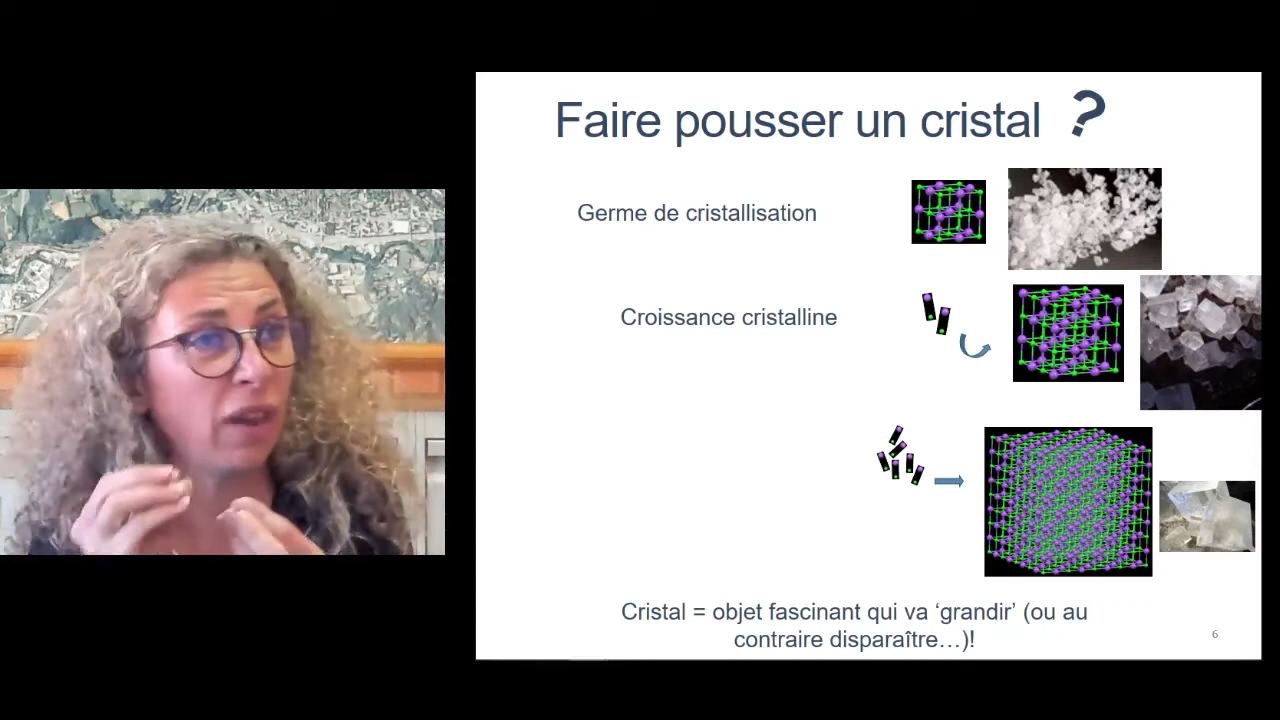 Faire pousser un cristal ?
Germe de cristallisation
Croissance cristalline
Cristal = objet fascinant qui va ‘grandir’ (ou au
contraire disparaître…)!
6